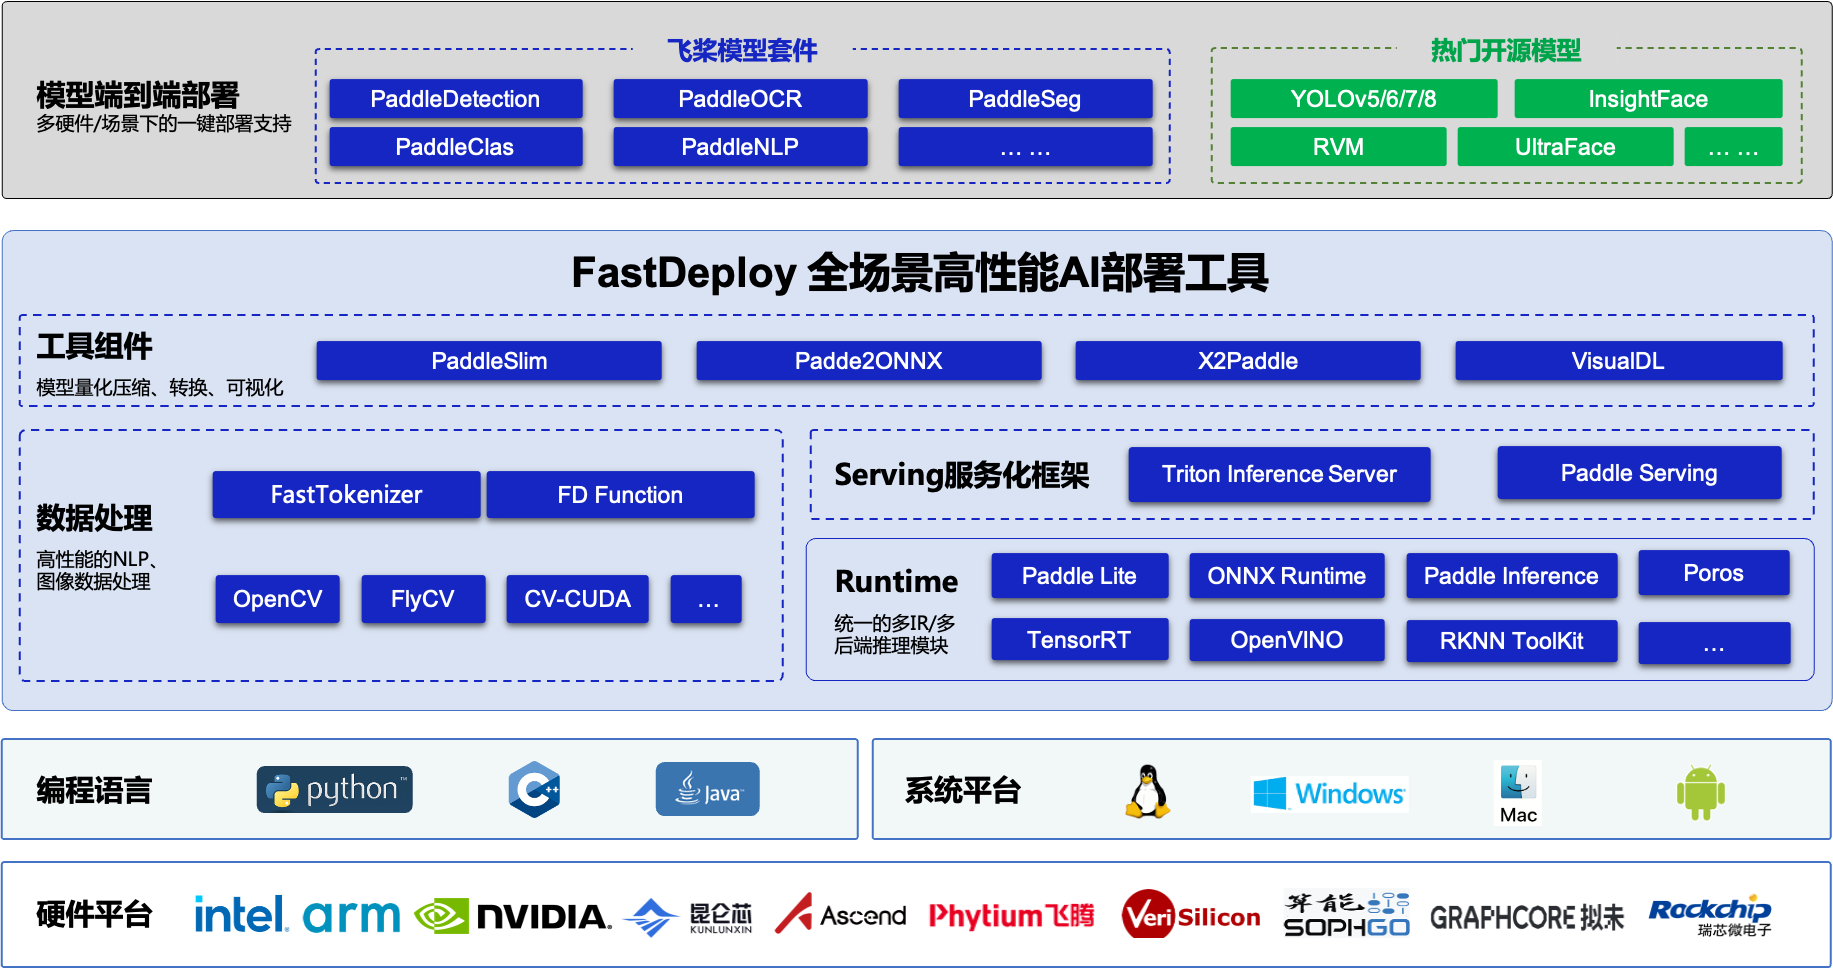 飞桨模型套件
热门开源模型
模型端到端部署
多硬件/场景下的一键部署支持
PaddleDetection
PaddleOCR
PaddleSeg
PaddleClas
PaddleNLP
... ...
YOLOv5/6/7/8
InsightFace
RVM
UltraFace
... ...
FastDeploy 全场景高性能AI部署工具
工具组件
模型量化压缩、转换、可视化
PaddleSlim
Padde2ONNX
X2Paddle
VisualDL
数据处理
高性能的NLP、
图像数据处理
FastTokenizer
FD Function
OpenCV
FlyCV
CV-CUDA
...
Serving服务化框架
Triton Inference Server
Paddle Serving
Runtime
统一的多IR/多
后端推理模块
Paddle Lite
ONNX Runtime
Paddle Inference
Poros
TensorRT
OpenVINO
RKNN ToolKit
...
编程语言
python™
C++
Java™
系统平台
Windows
Mac
硬件平台
intel.
arm
NVIDIA.
昆仑芯
KUNLUNXIN
Ascend
Phytium飞腾
VeriSilicon
算能
SOPHGO
GRAPHCORE 拟未
Rockchip
瑞芯微电子